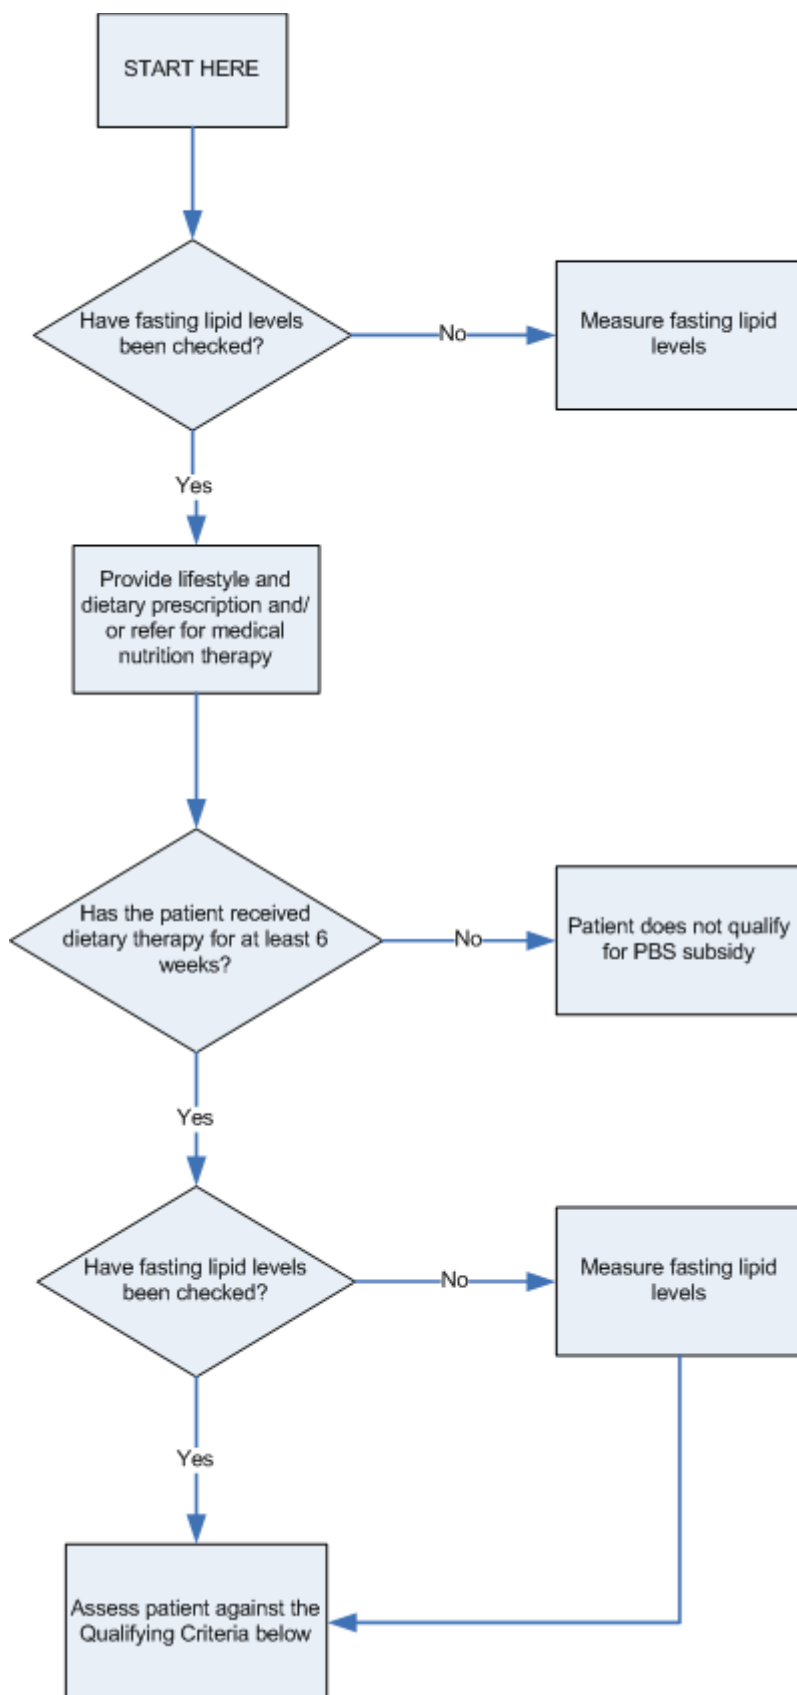 START HERE
Have fasting lipid levels
been checked?
No
Measure fasting lipid
levels
Yes
Provide lifestyle and
dietary prescription and/
or refer for medical
nutrition therapy
Has the patient received
dietary therapy for at least 6
weeks?
No
Patient does not qualify
for PBS subsidy
Yes
Have fasting lipid levels
been checked?
No
Measure fasting lipid
levels
Yes
Assess patient against the
Qualifying Criteria below